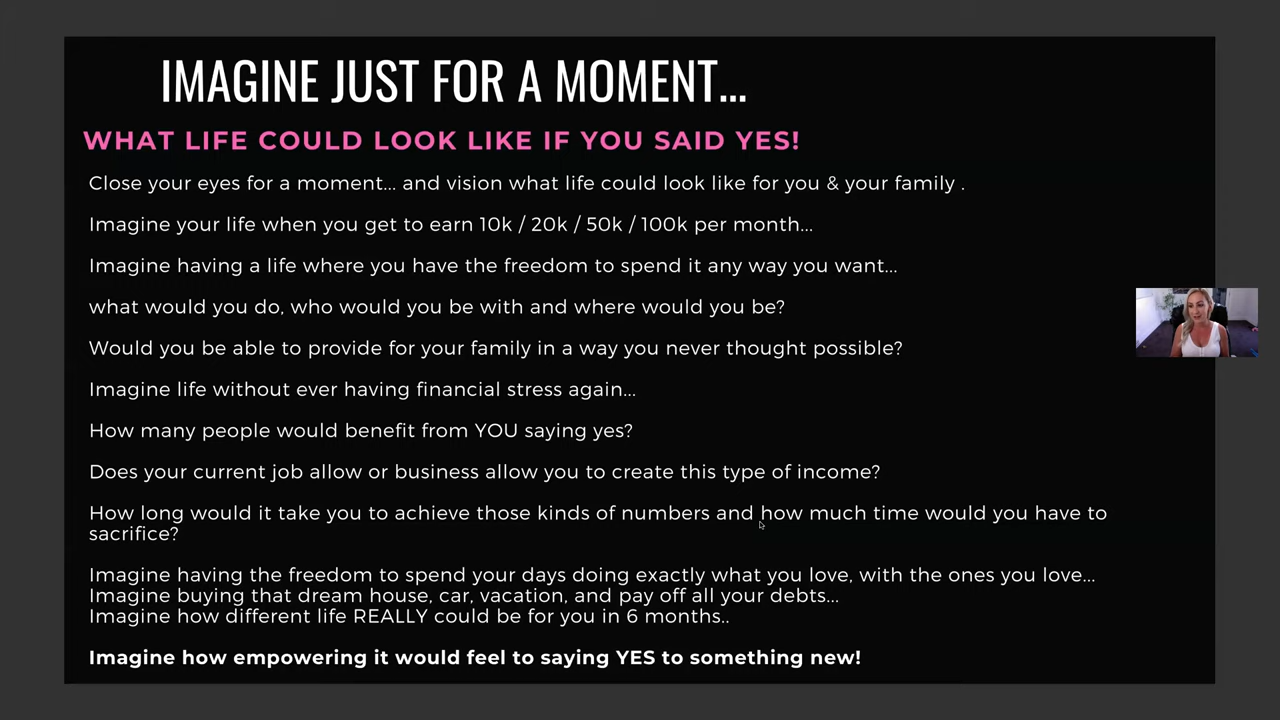 IMAGINE JUST FOR A MOMENT...
WHAT LIFE COULD LOOK LIKE IF YOU SAID YES!
Close your eyes for a moment... and vision what life could look like for you & your family .
Imagine your life when you get to earn 10k / 20k / 50k / 100k per month...
Imagine having a life where you have the freedom to spend it any way you want...
what would you do, who would you be with and where would you be?
Would you be able to provide for your family in a way you never thought possible?
Imagine life without ever having financial stress again...
How many people would benefit from YOU saying yes?
Does your current job allow or business allow you to create this type of income?
How long would it take you to achieve those kinds of numbers and how much time would you have to
sacrifice?
Imagine having the freedom to spend your days doing exactly what you love, with the ones you love...
Imagine buying that dream house, car, vacation, and pay off all your debts...
Imagine how different life REALLY could be for you in 6 months..
Imagine how empowering it would feel to saying YES to something new!